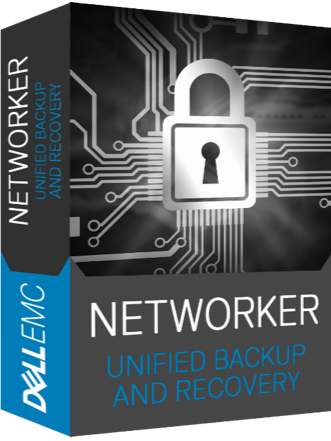 NETWORKER
UNIFIED BACKUP
AND RECOVERY
DELLEMC
NETWORKER
UNIFIED BACKUP
AND RECOVERY